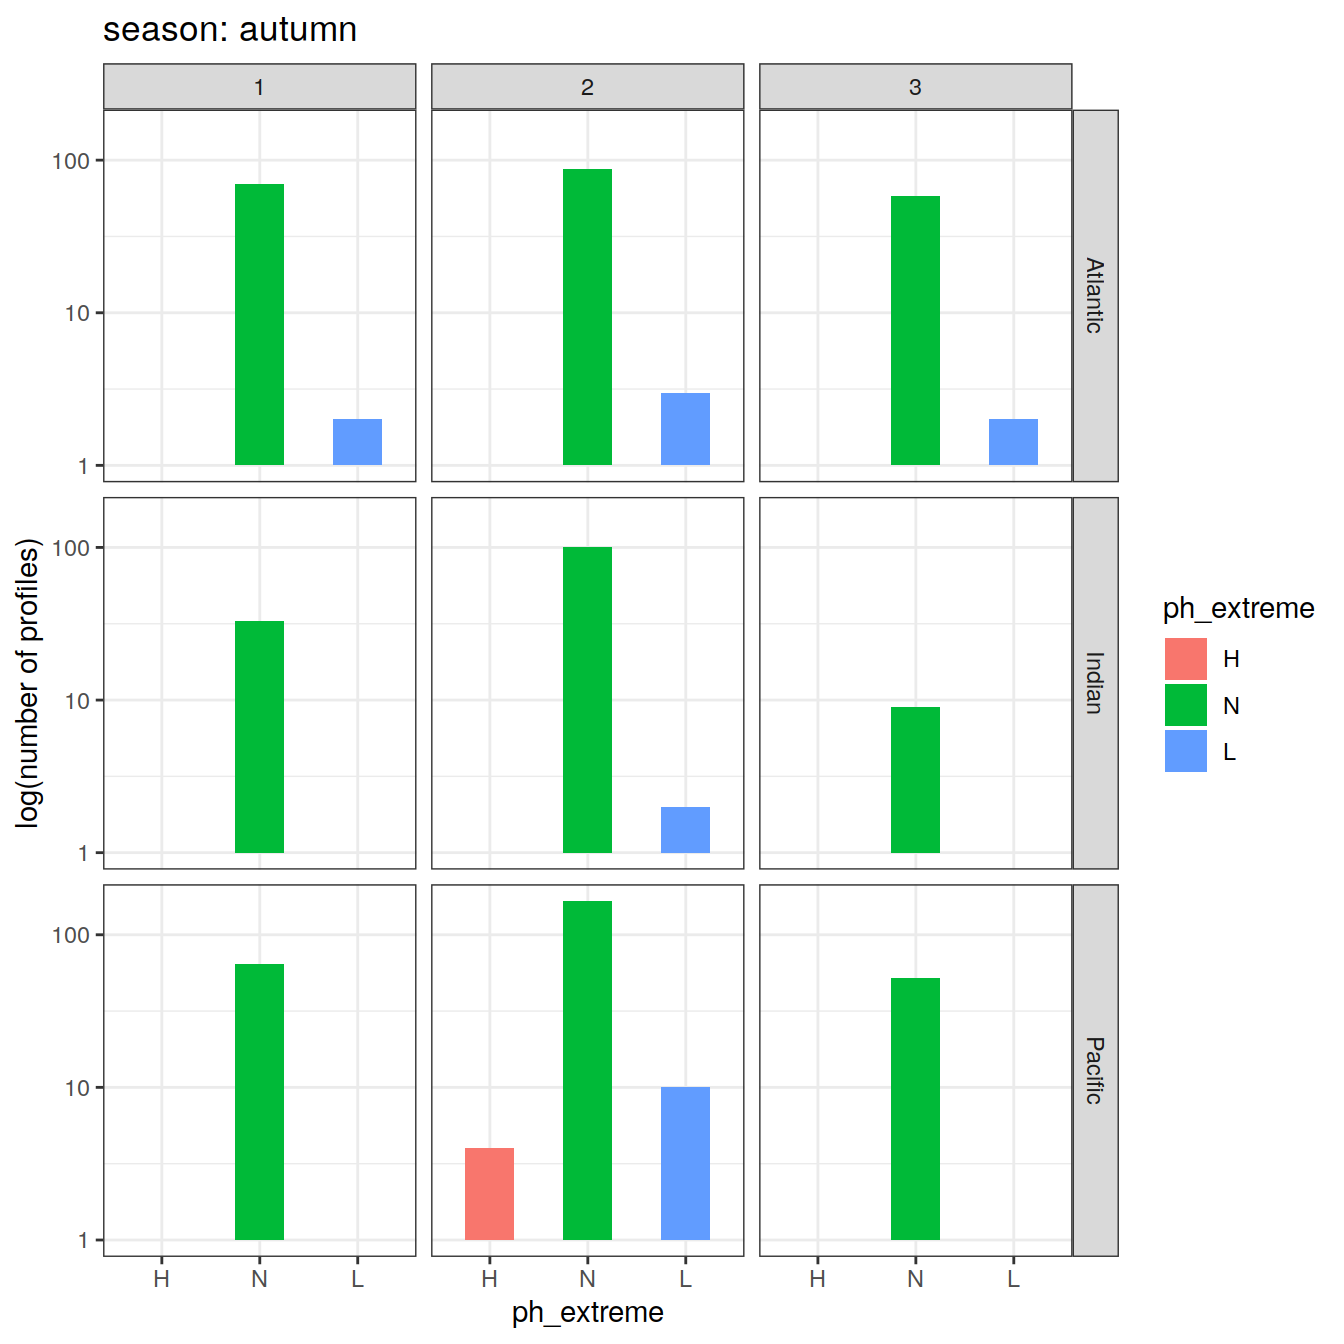 season: autumn
1 2 3
100
10
1
Atlantic
100
10
1
Indian
100
10
1
Pacific
log(number of profiles)
H N L H N L H N L
ph_extreme
ph_extreme
H
N
L